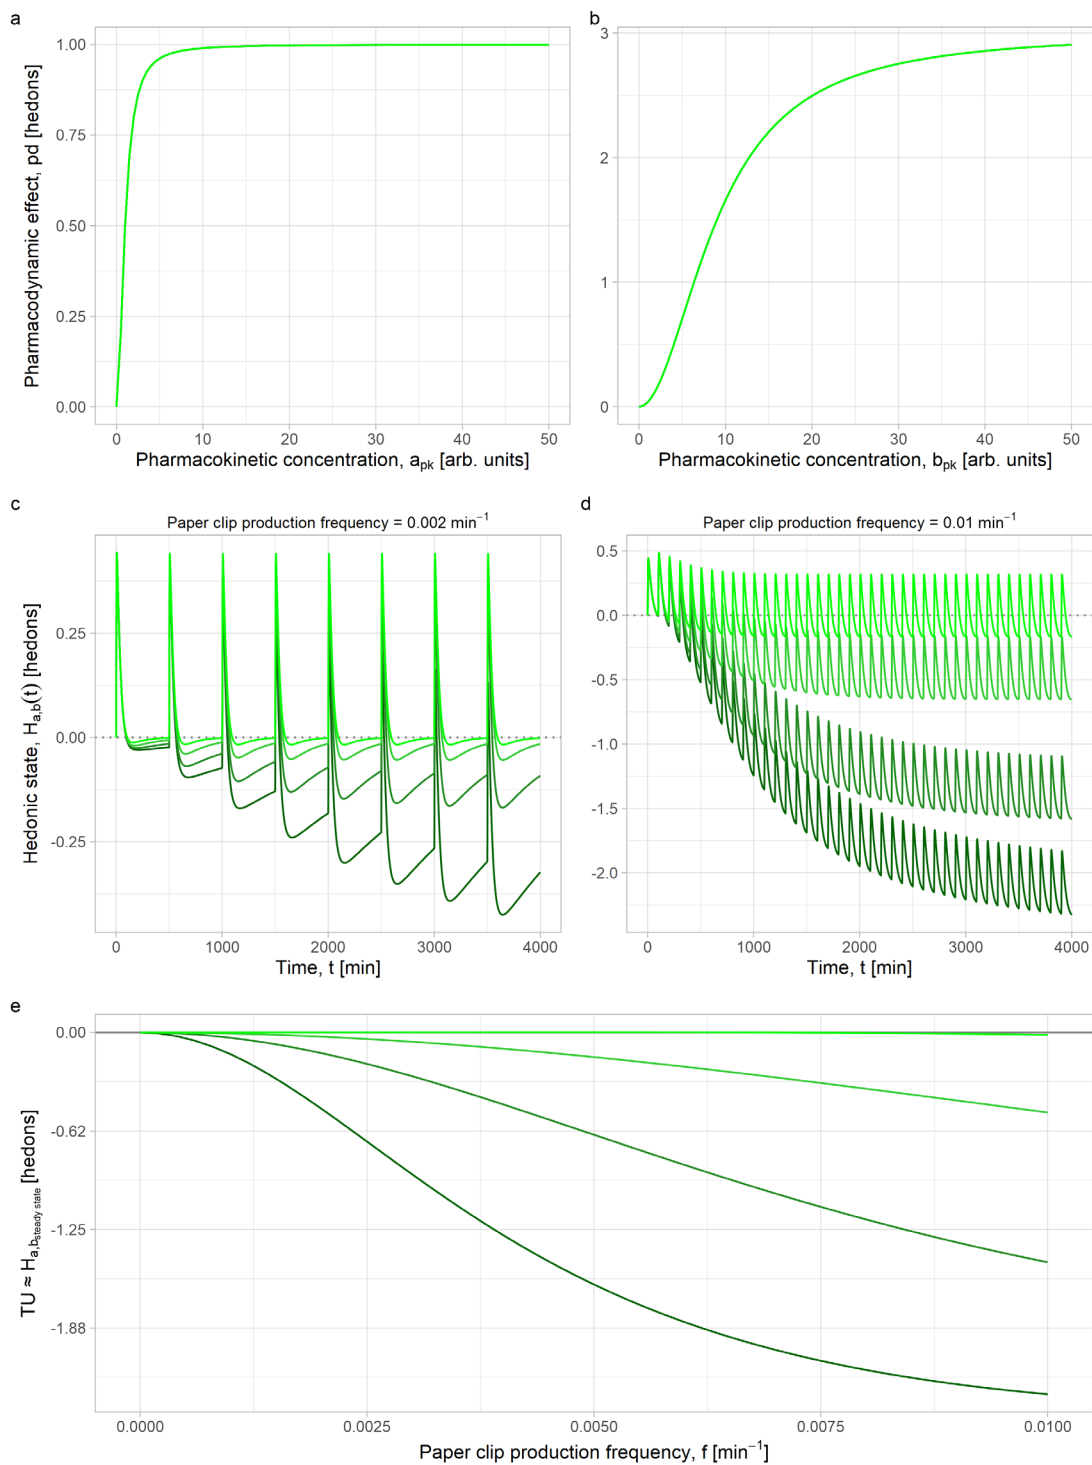 a
1.00
0.75
0.50
0.25
0.00
Pharmacodynamic effect, pd [hedons]
0 10 20 30 40 50
Pharmacokinetic concentration, a_pk [arb. units]
b
3
2
1
0
0 10 20 30 40 50
Pharmacokinetic concentration, b_pk [arb. units]
c
Paper clip production frequency = 0.002 min⁻¹
0.25
0.00
-0.25
Hedonic state, H_a,b(t) [hedons]
0 1000 2000 3000 4000
Time, t [min]
d
Paper clip production frequency = 0.01 min⁻¹
0.5
0.0
-0.5
-1.0
-1.5
-2.0
0 1000 2000 3000 4000
Time, t [min]
e
0.00
-0.62
-1.25
-1.88
TU ≈ H_a,b_steady state [hedons]
0.0000 0.0025 0.0050 0.0075 0.0100
Paper clip production frequency, f [min⁻¹]